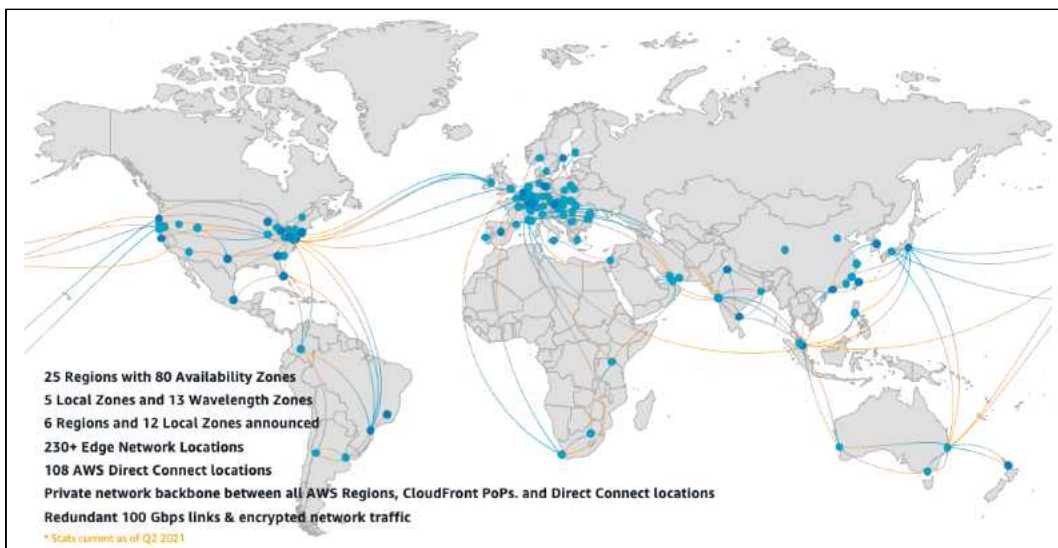 25 Regions with 80 Availability Zones
5 Local Zones and 13 Wavelength Zones
6 Regions and 12 Local Zones announced
230+ Edge Network Locations
108 AWS Direct Connect locations
Private network backbone between all AWS Regions, CloudFront PoPs. and Direct Connect locations
Redundant 100 Gbps links & encrypted network traffic
* Stats current as of Q2 2021